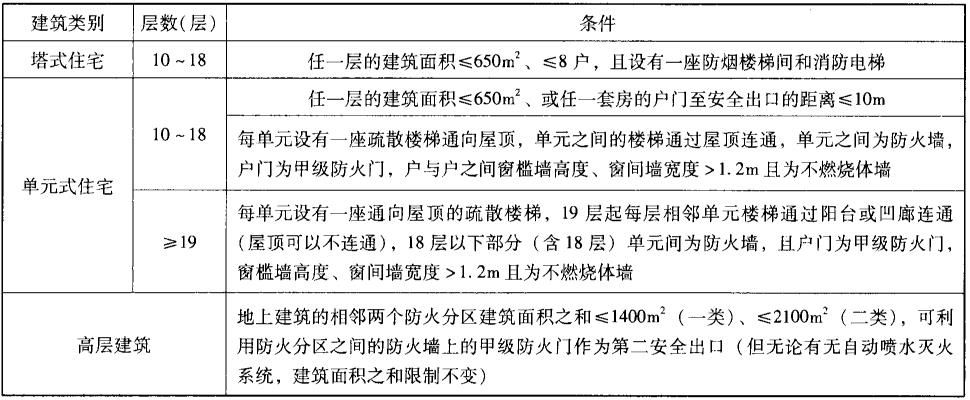 建筑类别 层数(层) 条件
塔式住宅 10~18 任一层的建筑面积≤650m²、≤8户，且设有一座防烟楼梯间和消防电梯
单元式住宅
10~18
任一层的建筑面积≤650m²、或任一套房的户门至安全出口的距离≤10m
每单元设有一座疏散楼梯通向屋顶，单元之间的楼梯通过屋顶连通，单元之间为防火墙，
户门为甲级防火门，户与户之间窗槛墙高度、窗间墙宽度>1.2m且为不燃烧体墙
≥19
每单元设有一座通向屋顶的疏散楼梯，19层起每层相邻单元楼梯通过阳台或凹廊连通
(屋顶可以不连通)，18层以下部分（含18层）单元间为防火墙，且户门为甲级防火门，
窗槛墙高度、窗间墙宽度>1.2m且为不燃烧体墙
高层建筑
地上建筑的相邻两个防火分区建筑面积之和≤1400m²（一类）、≤2100m²（二类），可利
用防火分区之间的防火墙上的甲级防火门作为第二安全出口（但无论有无自动喷水灭火
系统，建筑面积之和限制不变）